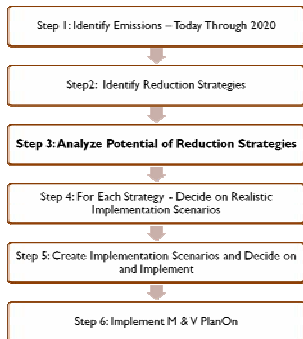 Step 1: Identify Emissions – Today Through 2020
Step2: Identify Reduction Strategies
Step 3: Analyze Potential of Reduction Strategies
Step 4: For Each Strategy - Decide on Realistic
Implementation Scenarios
Step 5: Create Implementation Scenarios and Decide on
and Implement
Step 6: Implement M & V PlanOn